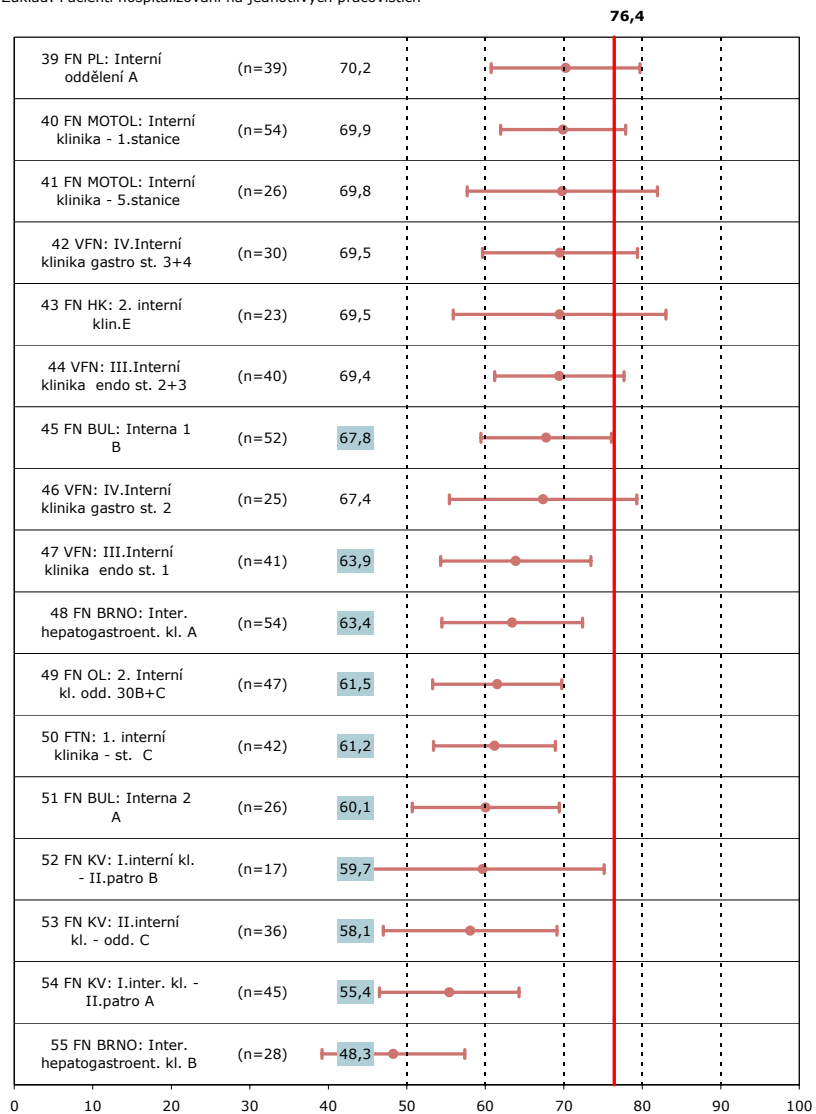 Základ: Pacienti hospitalizovaní na jednotlivých pracovištích
76,4
39 FN PL: Interní
oddělení A
(n=39) 70,2
40 FN MOTOL: Interní
klinika - 1.stanice
(n=54) 69,9
41 FN MOTOL: Interní
klinika - 5.stanice
(n=26) 69,8
42 VFN: IV.Interní
klinika gastro st. 3+4
(n=30) 69,5
43 FN HK: 2. interní
klin.E
(n=23) 69,5
44 VFN: III.Interní
klinika endo st. 2+3
(n=40) 69,4
45 FN BUL: Interna 1
B
(n=52) 67,8
46 VFN: IV.Interní
klinika gastro st. 2
(n=25) 67,4
47 VFN: III.Interní
klinika endo st. 1
(n=41) 63,9
48 FN BRNO: Inter.
hepatogastroent. kl. A
(n=54) 63,4
49 FN OL: 2. Interní
kl. odd. 30B+C
(n=47) 61,5
50 FTN: 1. interní
klinika - st. C
(n=42) 61,2
51 FN BUL: Interna 2
A
(n=26) 60,1
52 FN KV: I.interní kl.
- II.patro B
(n=17) 59,7
53 FN KV: II.interní
kl. - odd. C
(n=36) 58,1
54 FN KV: I.inter. kl. -
II.patro A
(n=45) 55,4
55 FN BRNO: Inter.
hepatogastroent. kl. B
(n=28) 48,3
0 10 20 30 40 50 60 70 80 90 100